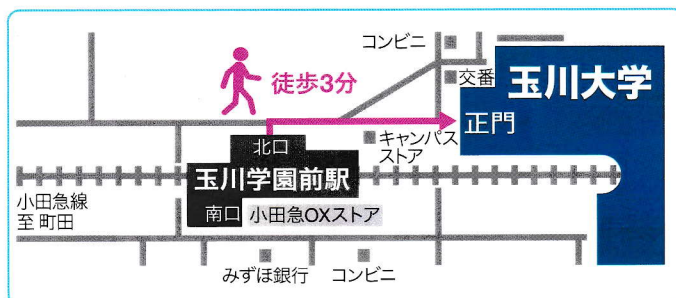 コンビニ
交番
玉川大学
徒歩3分
正門
北口
キャンパス
ストア
玉川学園前駅
小田急線
至 町田
南口
小田急OXストア
みずほ銀行
コンビニ